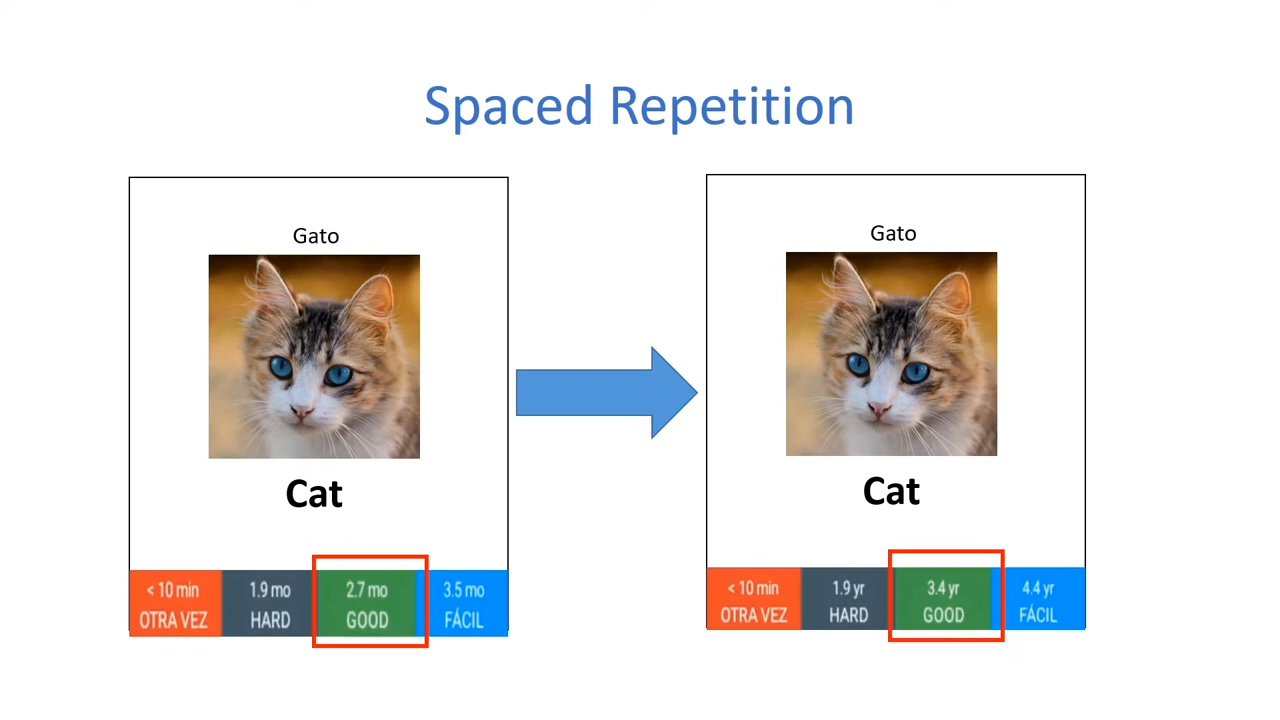 Spaced Repetition
Gato
Cat
< 10 min 1.9 mo 2.7 mo 3.5 mo
OTRA VEZ HARD GOOD FÁCIL
Gato
Cat
< 10 min 1.9 yr 3.4 yr 4.4 yr
OTRA VEZ HARD GOOD FÁCIL